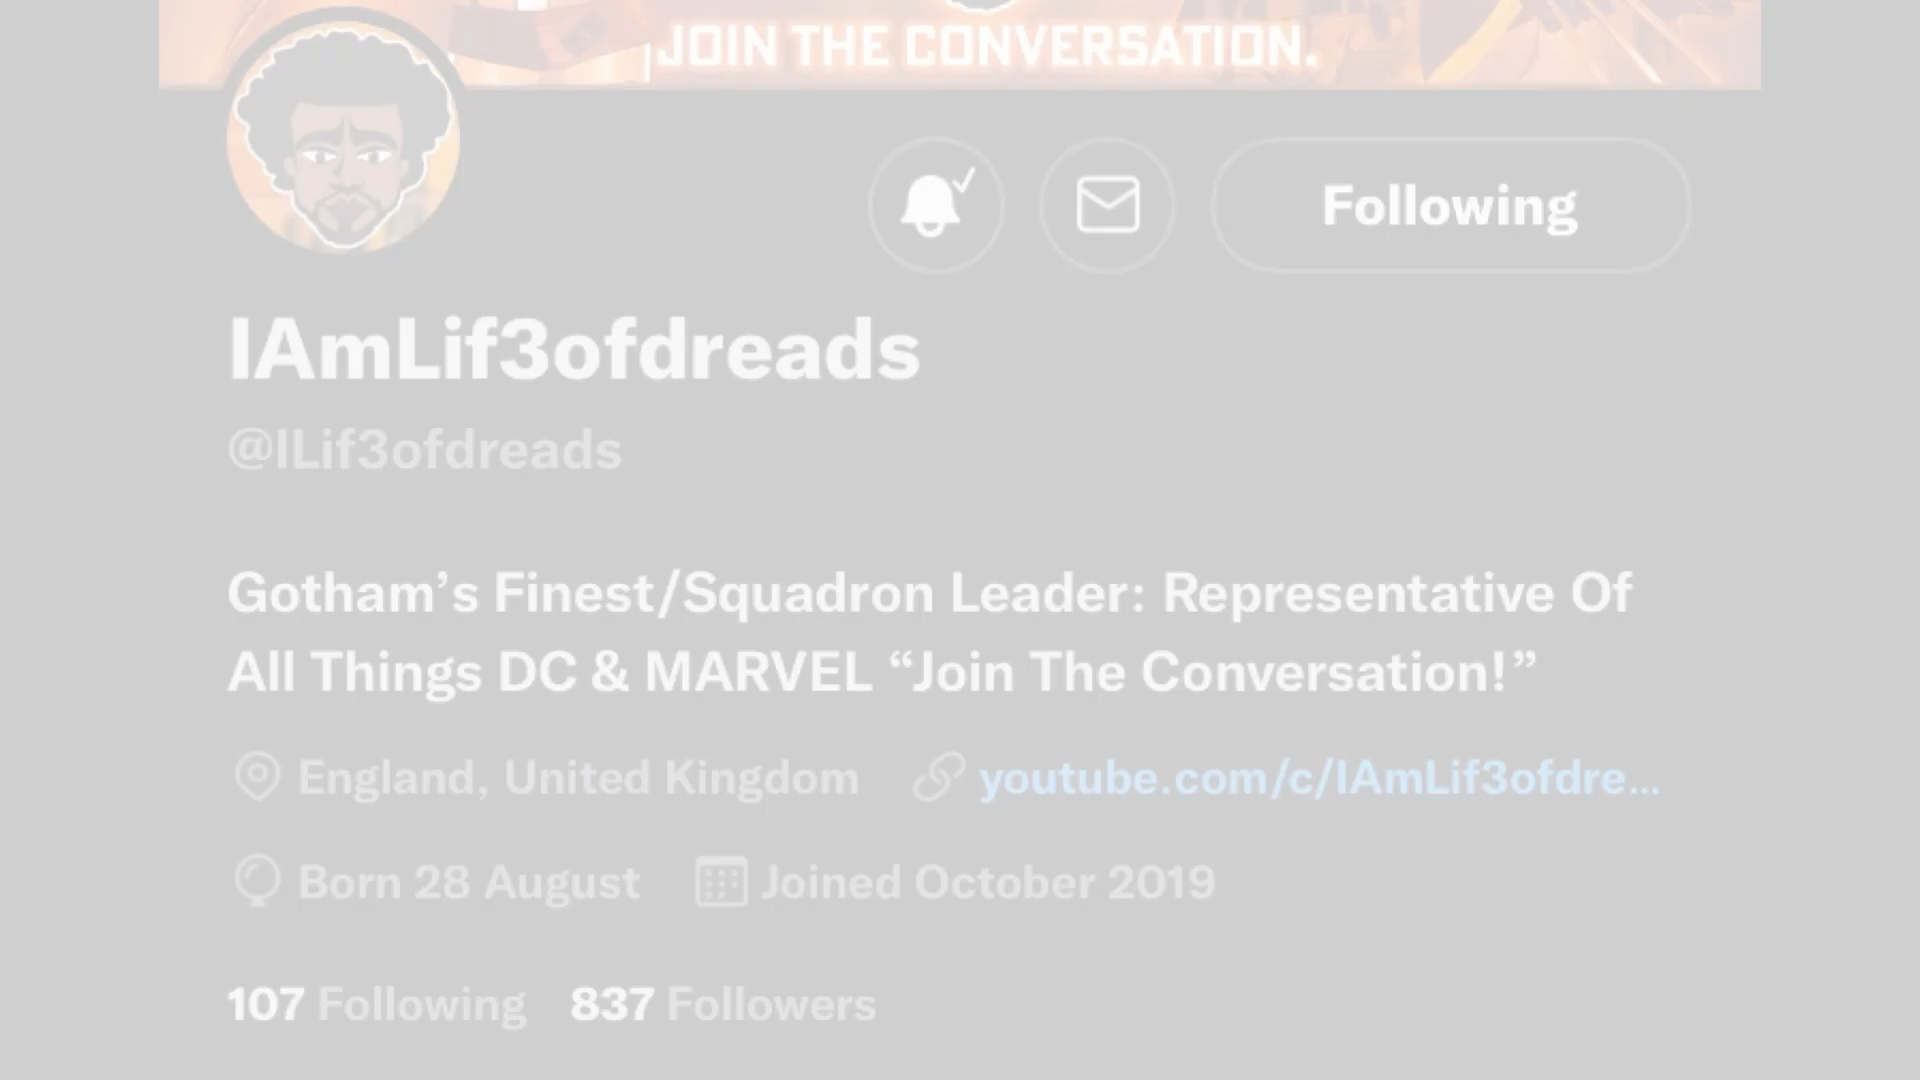 JOIN THE CONVERSATION.
Following
IAmLif3ofdreads
@ILif3ofdreads
Gotham’s Finest/Squadron Leader: Representative Of
All Things DC & MARVEL “Join The Conversation!”
England, United Kingdom youtube.com/c/IAmLif3ofdre...
Born 28 August Joined October 2019
107 Following 837 Followers